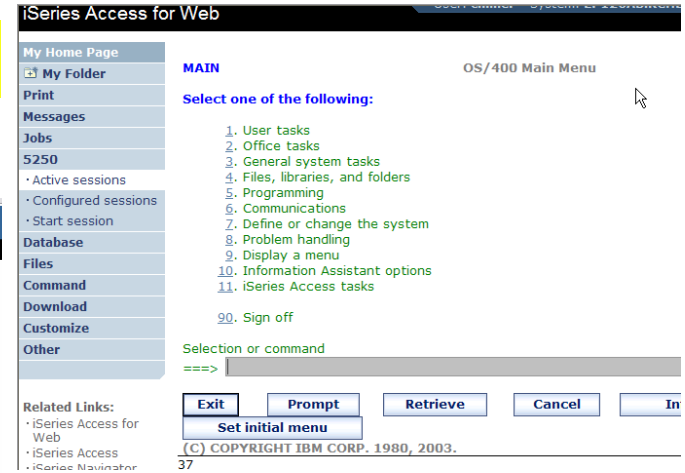 iSeries Access for Web
My Home Page
My Folder
Print
Messages
Jobs
5250
· Active sessions
· Configured sessions
· Start session
Database
Files
Command
Download
Customize
Other
Related Links:
· iSeries Access for
Web
· iSeries Access
· iSeries Navigator
MAIN OS/400 Main Menu
Select one of the following:
1. User tasks
2. Office tasks
3. General system tasks
4. Files, libraries, and folders
5. Programming
6. Communications
7. Define or change the system
8. Problem handling
9. Display a menu
10. Information Assistant options
11. iSeries Access tasks
90. Sign off
Selection or command
===>
Exit Prompt Retrieve Cancel
Set initial menu
(C) COPYRIGHT IBM CORP. 1980, 2003.
37